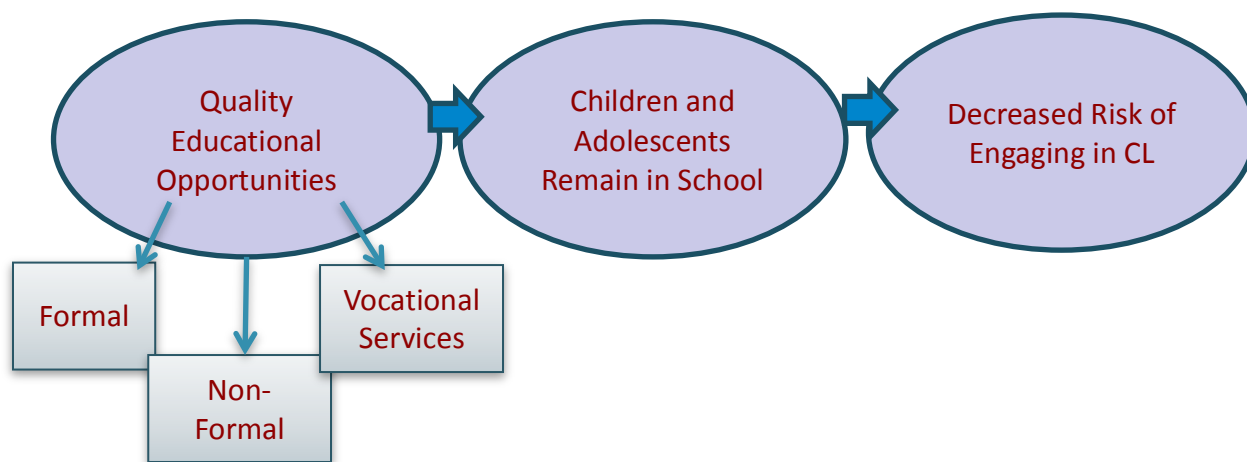 Quality
Educational
Opportunities
Children and
Adolescents
Remain in School
Decreased Risk of
Engaging in CL
Formal
Non-
Formal
Vocational
Services